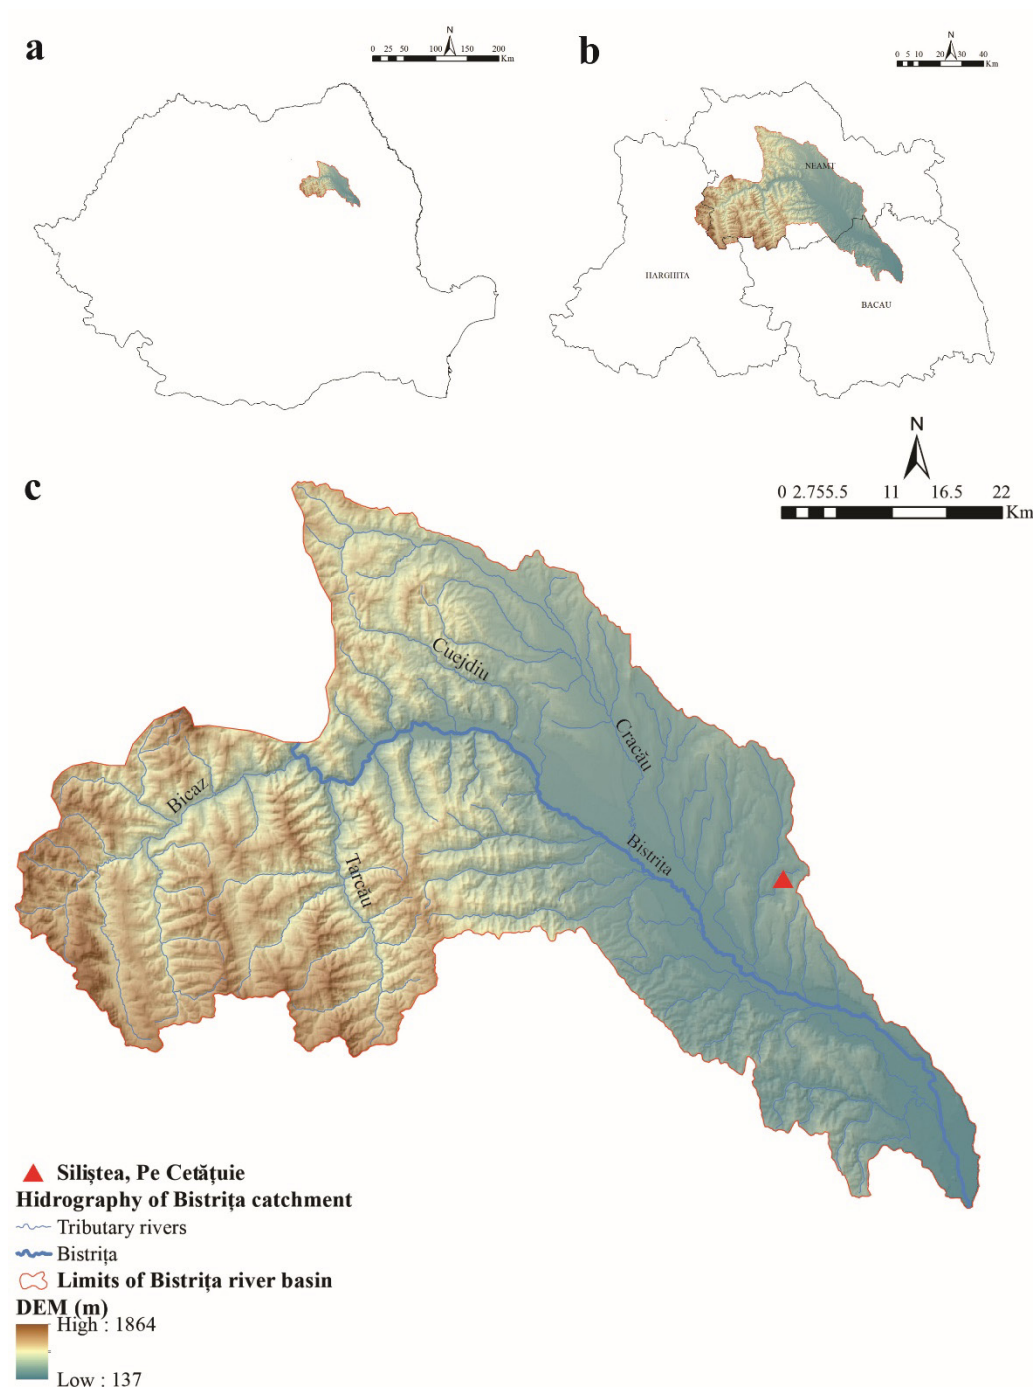 a
N
0 25 50 100 150 200
Km
b
N
0 5 10 20 30 40
Km
NEAMT
HARGHITA
BACAU
c
N
0 2.75 5.5 11 16.5 22
Km
Cuejdiu
Cracău
Bicaz
Tarcău
Bistrița
Siliștea, Pe Cetățuie
Hidrography of Bistrița catchment
Tributary rivers
Bistrița
Limits of Bistrița river basin
DEM (m)
High : 1864
Low : 137